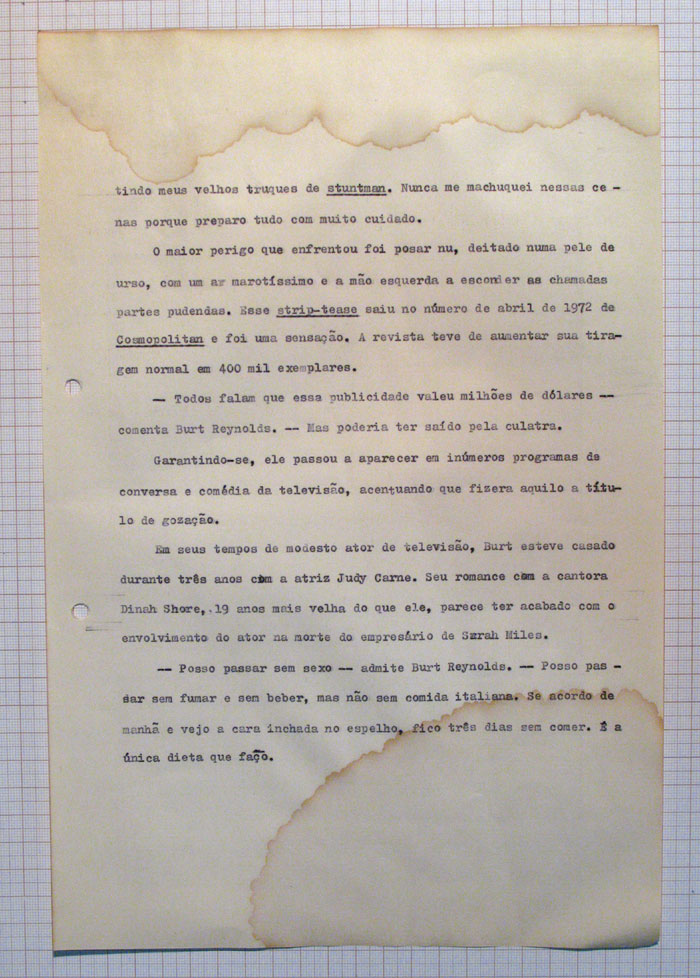 tindo meus velhos truques de stuntman. Nunca me machuquei nessas ce -
nas porque preparo tudo com muito cuidado.
O maior perigo que enfrentou foi posar nu, deitado numa pele de
urso, com um ar marotíssimo e a mão esquerda a esconder as chamadas
partes pudendas. Esse strip-tease saiu no número de abril de 1972 de
Cosmopolitan e foi uma sensação. A revista teve de aumentar sua tira-
gem normal em 400 mil exemplares.
— Todos falam que essa publicidade valeu milhões de dólares —
comenta Burt Reynolds. — Mas poderia ter saído pela culatra.
Garantindo-se, ele passou a aparecer em inúmeros programas de
conversa e comédia da televisão, acentuando que fizera aquilo a títu-
lo de gozação.
Em seus tempos de modesto ator de televisão, Burt esteve casado
durante três anos com a atriz Judy Carne. Seu romance com a cantora
Dinah Shore, 19 anos mais velha do que ele, parece ter acabado com o
envolvimento do ator na morte do empresário de Sarah Miles.
— Posso passar sem sexo — admite Burt Reynolds. — Posso pas -
sar sem fumar e sem beber, mas não sem comida italiana. Se acordo de
manhã e vejo a cara inchada no espelho, fico três dias sem comer. É a
única dieta que faço.